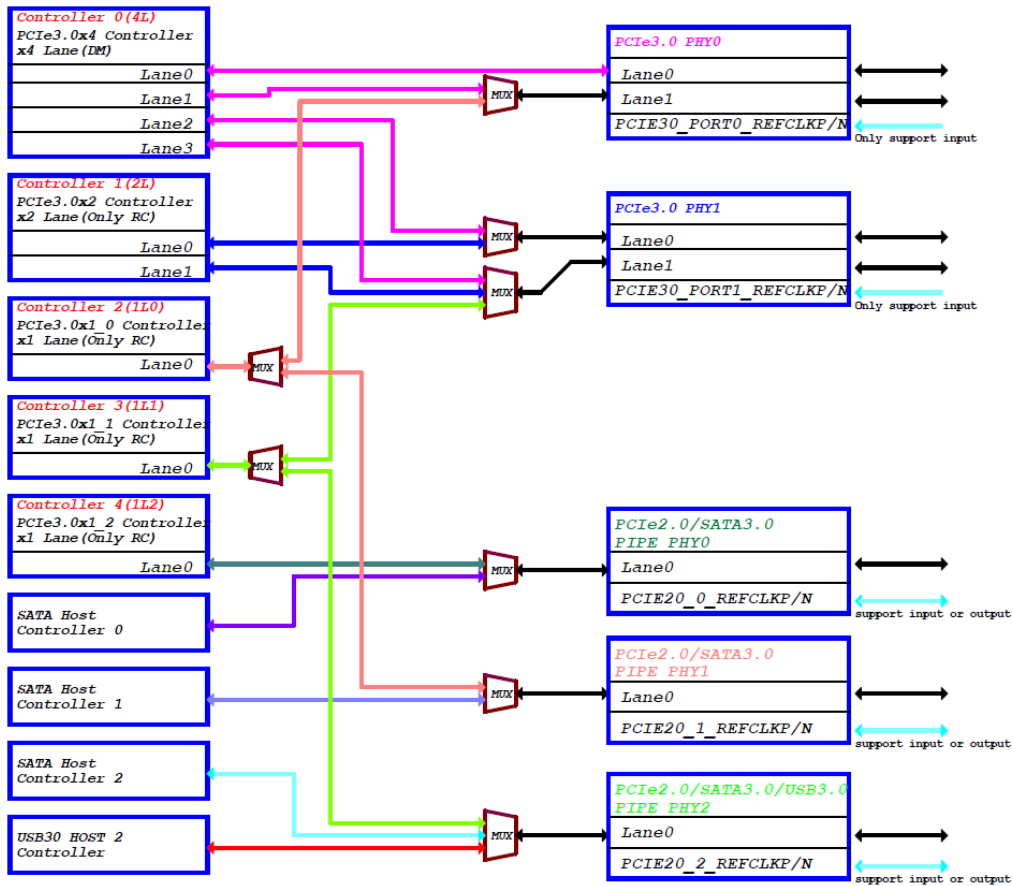 Controller 0(4L)
PCIe3.0x4 Controller
x4 Lane(DM)
Lane0
Lane1
Lane2
Lane3
Controller 1(2L)
PCIe3.0x2 Controller
x2 Lane(Only RC)
Lane0
Lane1
Controller 2(1L0)
PCIe3.0x1_0 Controller
x1 Lane(Only RC)
Lane0
Controller 3(1L1)
PCIe3.0x1_1 Controller
x1 Lane(Only RC)
Lane0
Controller 4(1L2)
PCIe3.0x1_2 Controller
x1 Lane(Only RC)
Lane0
SATA Host
Controller 0
SATA Host
Controller 1
SATA Host
Controller 2
USB30 HOST 2
Controller
MUX
MUX
MUX
MUX
MUX
MUX
MUX
MUX
PCIe3.0 PHY0
Lane0
Lane1
PCIE30_PORT0_REFCLKP/N
Only support input
PCIe3.0 PHY1
Lane0
Lane1
PCIE30_PORT1_REFCLKP/N
Only support input
PCIe2.0/SATA3.0
PIPE PHY0
Lane0
PCIE20_0_REFCLKP/N
support input or output
PCIe2.0/SATA3.0
PIPE PHY1
Lane0
PCIE20_1_REFCLKP/N
support input or output
PCIe2.0/SATA3.0/USB3.0
PIPE PHY2
Lane0
PCIE20_2_REFCLKP/N
support input or output